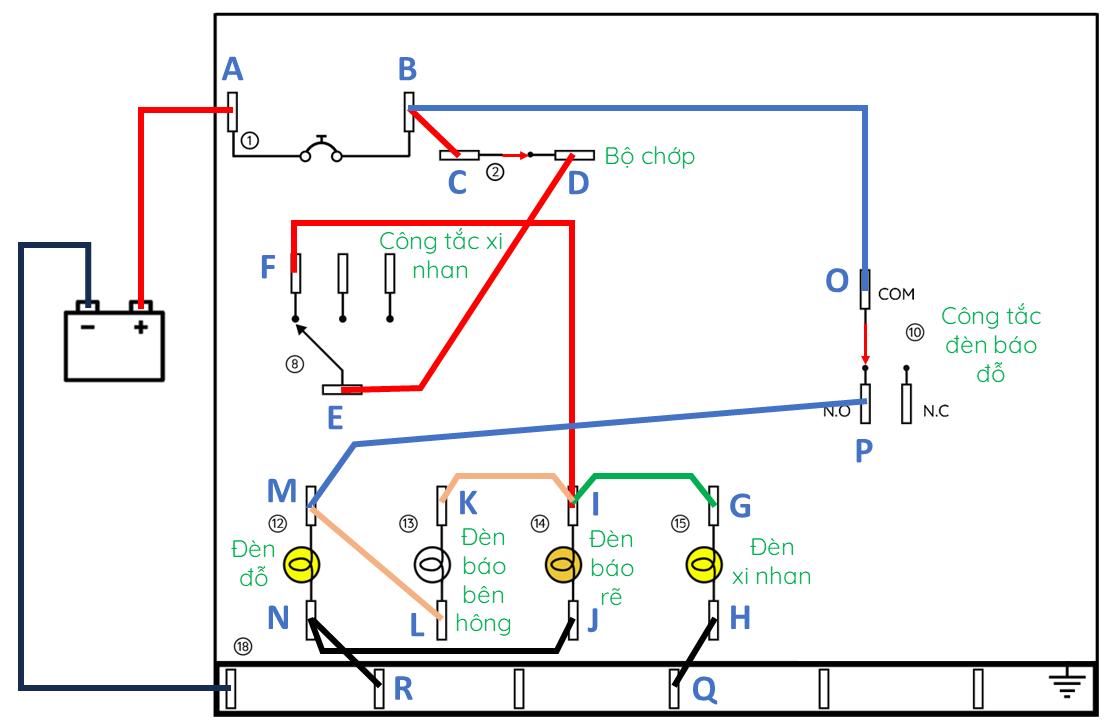 A
B
①
②
C
D
Bộ chớp
Công tắc xi
nhan
F
O
COM
⑩
Công tắc
đèn báo
đỗ
− +
⑧
E
N.O
N.C
P
M
K
I
G
⑫
⑬
⑭
⑮
Đèn
đỗ
Đèn
báo
bên
hông
Đèn
báo
rẽ
Đèn
xi nhan
N
L
J
H
⑱
R
Q